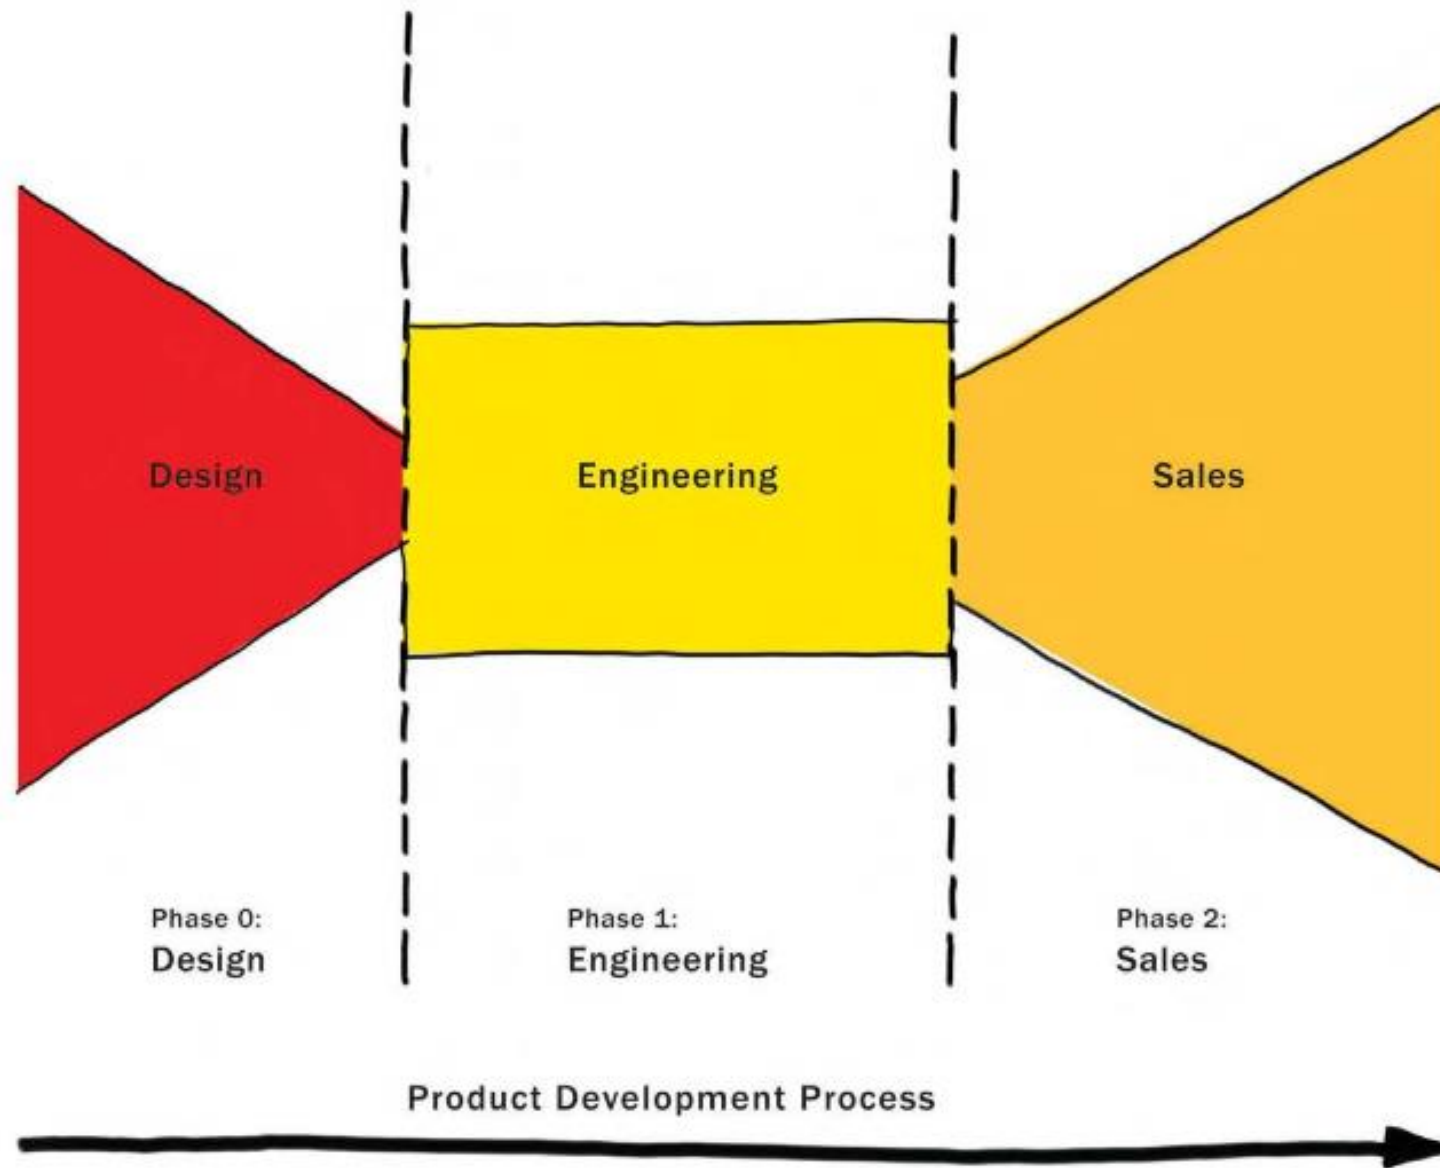 Design
Engineering
Sales
Phase 0:
Design
Phase 1:
Engineering
Phase 2:
Sales
Product Development Process